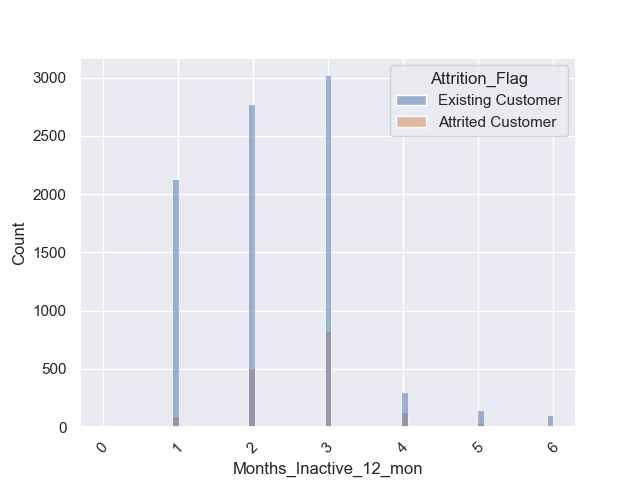 Attrition_Flag
Existing Customer
Attrited Customer
3000
2500
2000
1500
1000
500
0
Count
0 1 2 3 4 5 6
Months_Inactive_12_mon